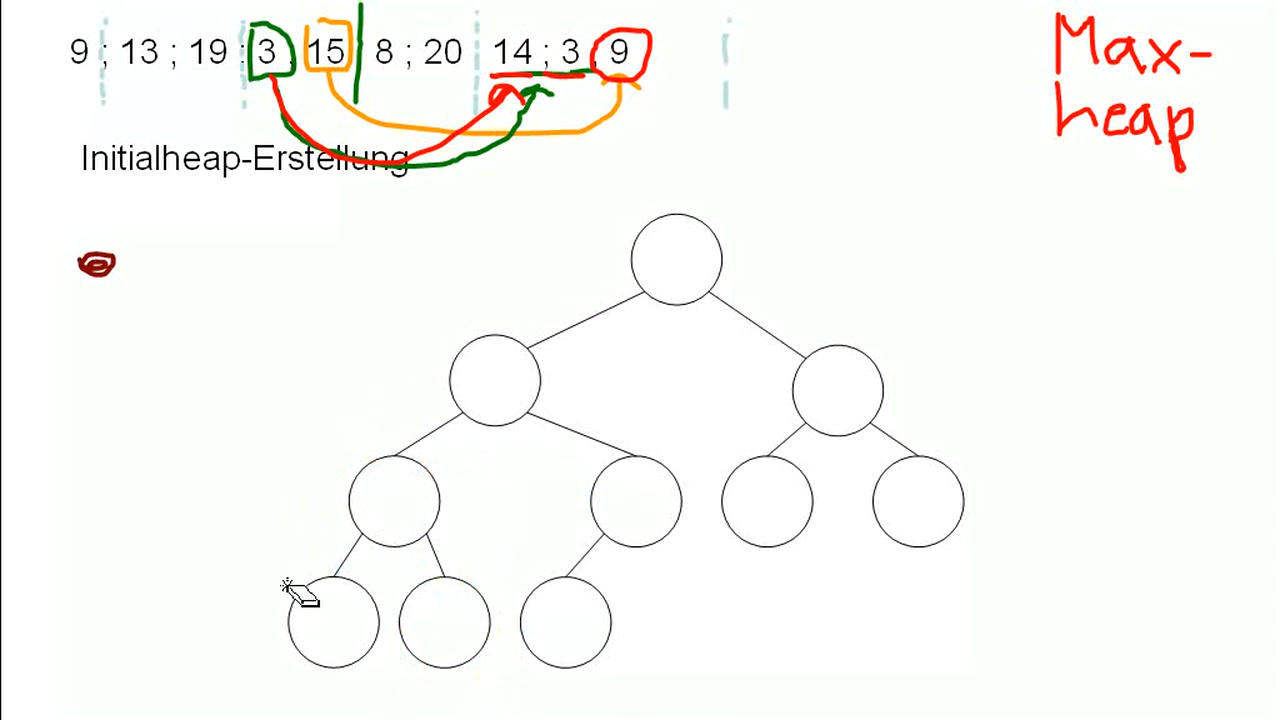 9 ; 13 ; 19 ; 3 ; 15 8 ; 20 14 ; 3 ; 9
Max-
heap
Initialheap-Erstellung